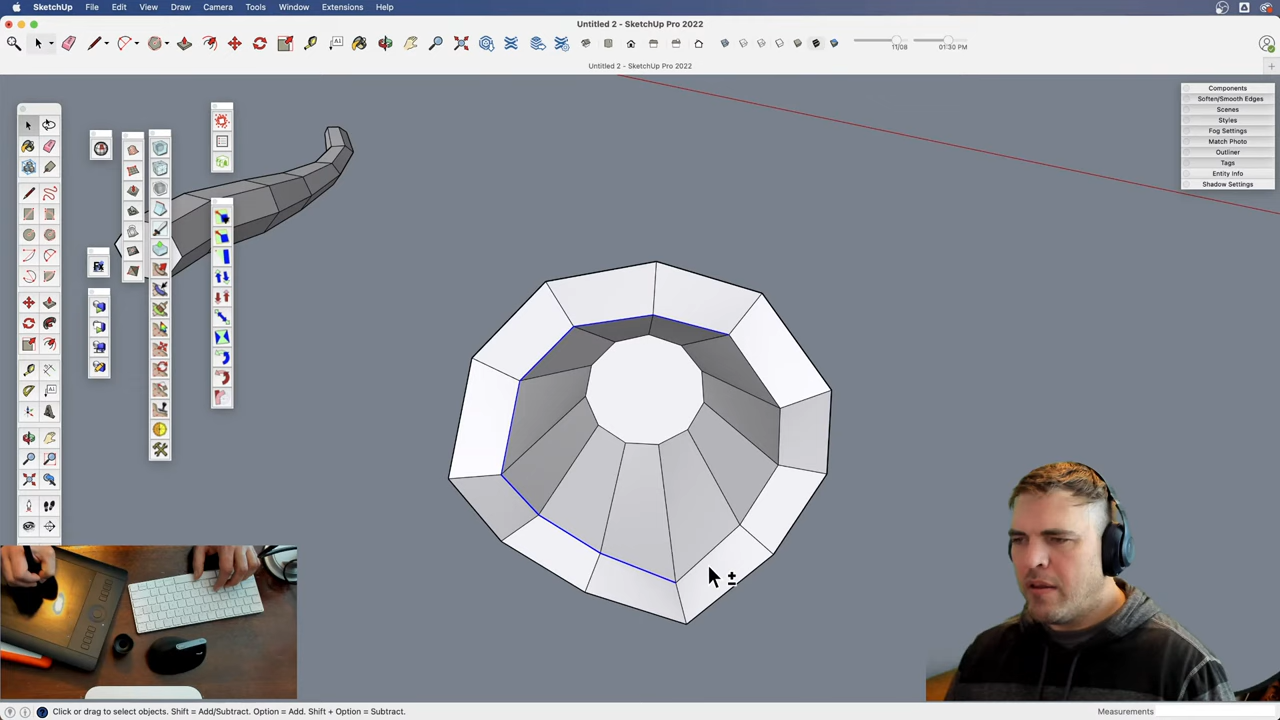 SketchUp File Edit View Draw Camera Tools Window Extensions Help
Untitled 2 - SketchUp Pro 2022
11/08 01:30 PM
Untitled 2 - SketchUp Pro 2022
Components
Soften/Smooth Edges
Scenes
Styles
Fog Settings
Match Photo
Outliner
Tags
Entity Info
Shadow Settings
Click or drag to select objects. Shift = Add/Subtract. Option = Add. Shift + Option = Subtract.
Measurements